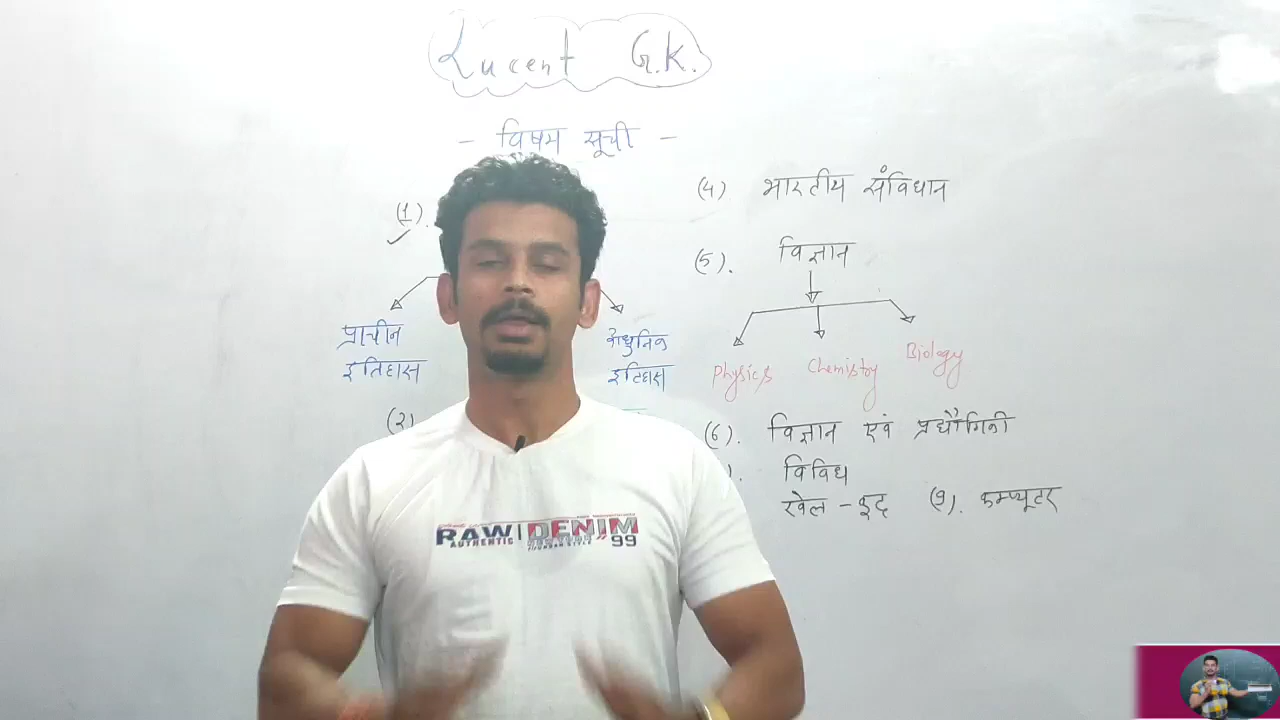 Lucent G.K.
- विषय सूची -
(1).
प्राचीन
इतिहास
आधुनिक
इतिहास
(2)
(4). भारतीय संविधान
(5). विज्ञान
Physics Chemistry Biology
(6). विज्ञान एवं प्रद्यौगिकी
). विविध
खेल - कुद (9). कम्प्यूटर
RAW DENIM
AUTHENTIC
99